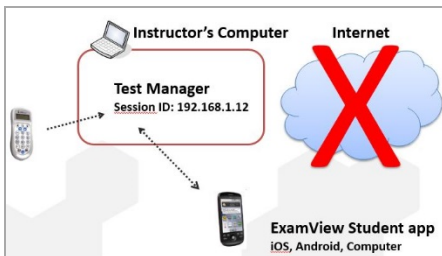 Instructor's Computer
Internet
Test Manager
Session ID: 192.168.1.12
ExamView Student app
iOS, Android, Computer